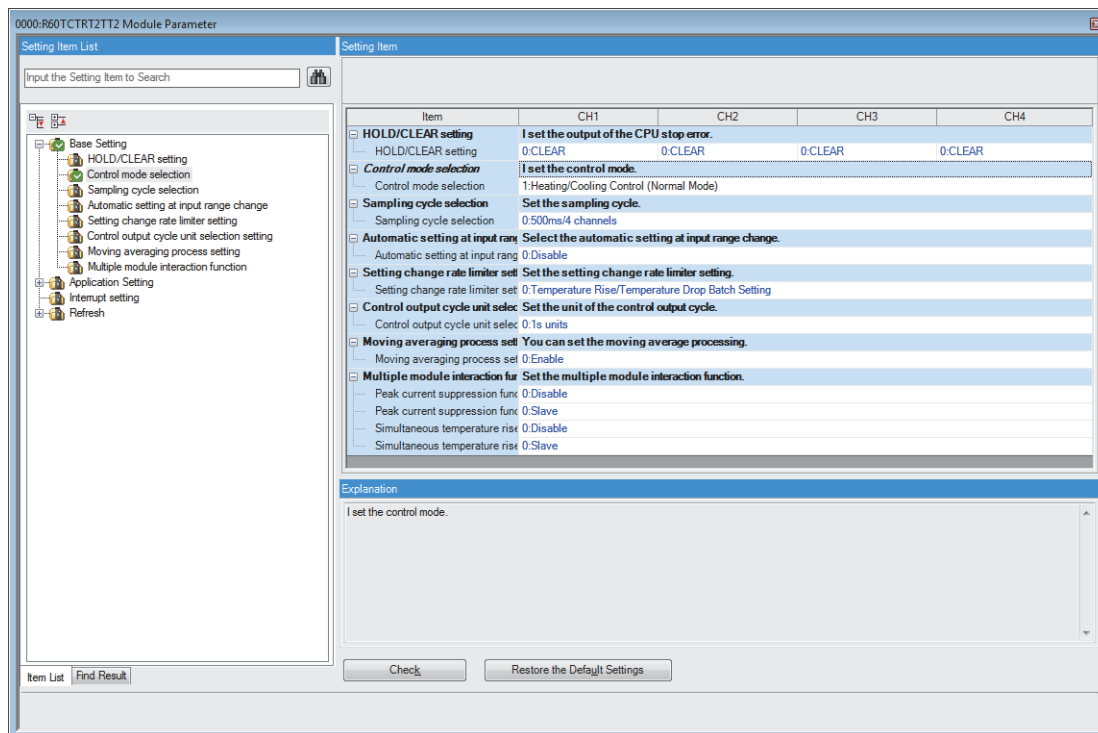 0000:R60TCTRT2TT2 Module Parameter
Setting Item List
Input the Setting Item to Search
Base Setting
HOLD/CLEAR setting
Control mode selection
Sampling cycle selection
Automatic setting at input range change
Setting change rate limiter setting
Control output cycle unit selection setting
Moving averaging process setting
Multiple module interaction function
Application Setting
Interrupt setting
Refresh
Item List Find Result
Setting Item
Item CH1 CH2 CH3 CH4
HOLD/CLEAR setting I set the output of the CPU stop error.
HOLD/CLEAR setting 0:CLEAR 0:CLEAR 0:CLEAR 0:CLEAR
Control mode selection I set the control mode.
Control mode selection 1:Heating/Cooling Control (Normal Mode)
Sampling cycle selection Set the sampling cycle.
Sampling cycle selection 0:500ms/4 channels
Automatic setting at input rang Select the automatic setting at input range change.
Automatic setting at input rang 0:Disable
Setting change rate limiter sett Set the setting change rate limiter setting.
Setting change rate limiter set 0:Temperature Rise/Temperature Drop Batch Setting
Control output cycle unit selec Set the unit of the control output cycle.
Control output cycle unit selec 0:1s units
Moving averaging process sett You can set the moving average processing.
Moving averaging process set 0:Enable
Multiple module interaction fur Set the multiple module interaction function.
Peak current suppression func 0:Disable
Peak current suppression func 0:Slave
Simultaneous temperature rise 0:Disable
Simultaneous temperature rise 0:Slave
Explanation
I set the control mode.
Check Restore the Default Settings